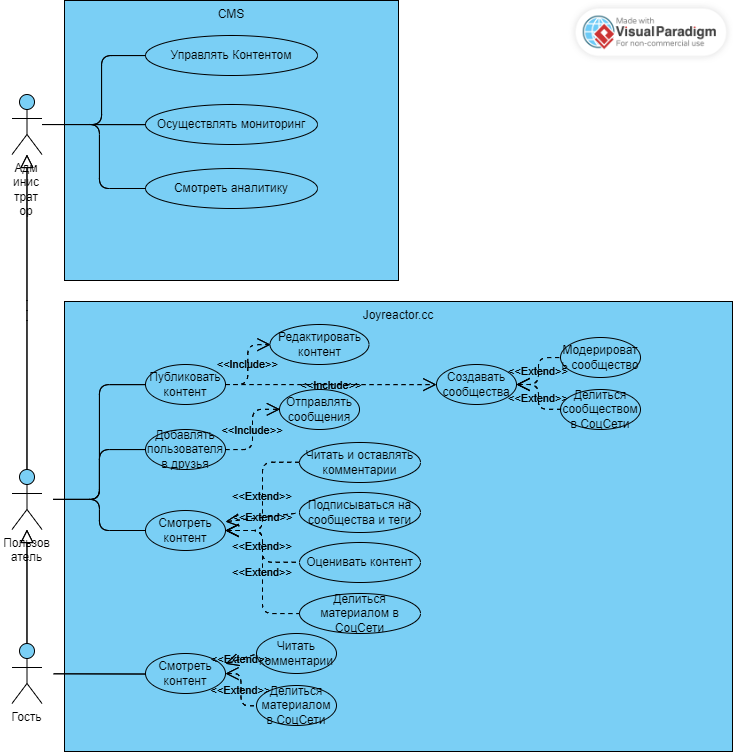 CMS
Made with
VisualParadigm
For non-commercial use
Управлять Контентом
Осуществлять мониторинг
Смотреть аналитику
Адм
инис
трат
ор
Joyreactor.cc
Редактировать
контент
<<Include>>
Публиковать
контент
<<Include>>
Создавать
сообщества
<<Extend>>
Модерироват
ь сообщество
<<Extend>>
Делиться
сообществом
в СоцСети
Отправлять
сообщения
<<Include>>
Добавлять
пользователя
в друзья
Читать и оставлять
комментарии
<<Extend>>
Подписываться на
сообщества и теги
<<Extend>>
Смотреть
контент
<<Extend>>
Оценивать контент
<<Extend>>
Делиться
материалом в
СоцСети
Пользов
атель
Читать
комментарии
<<Extend>>
Смотреть
контент
<<Extend>>
Делиться
материалом
в СоцСети
Гость